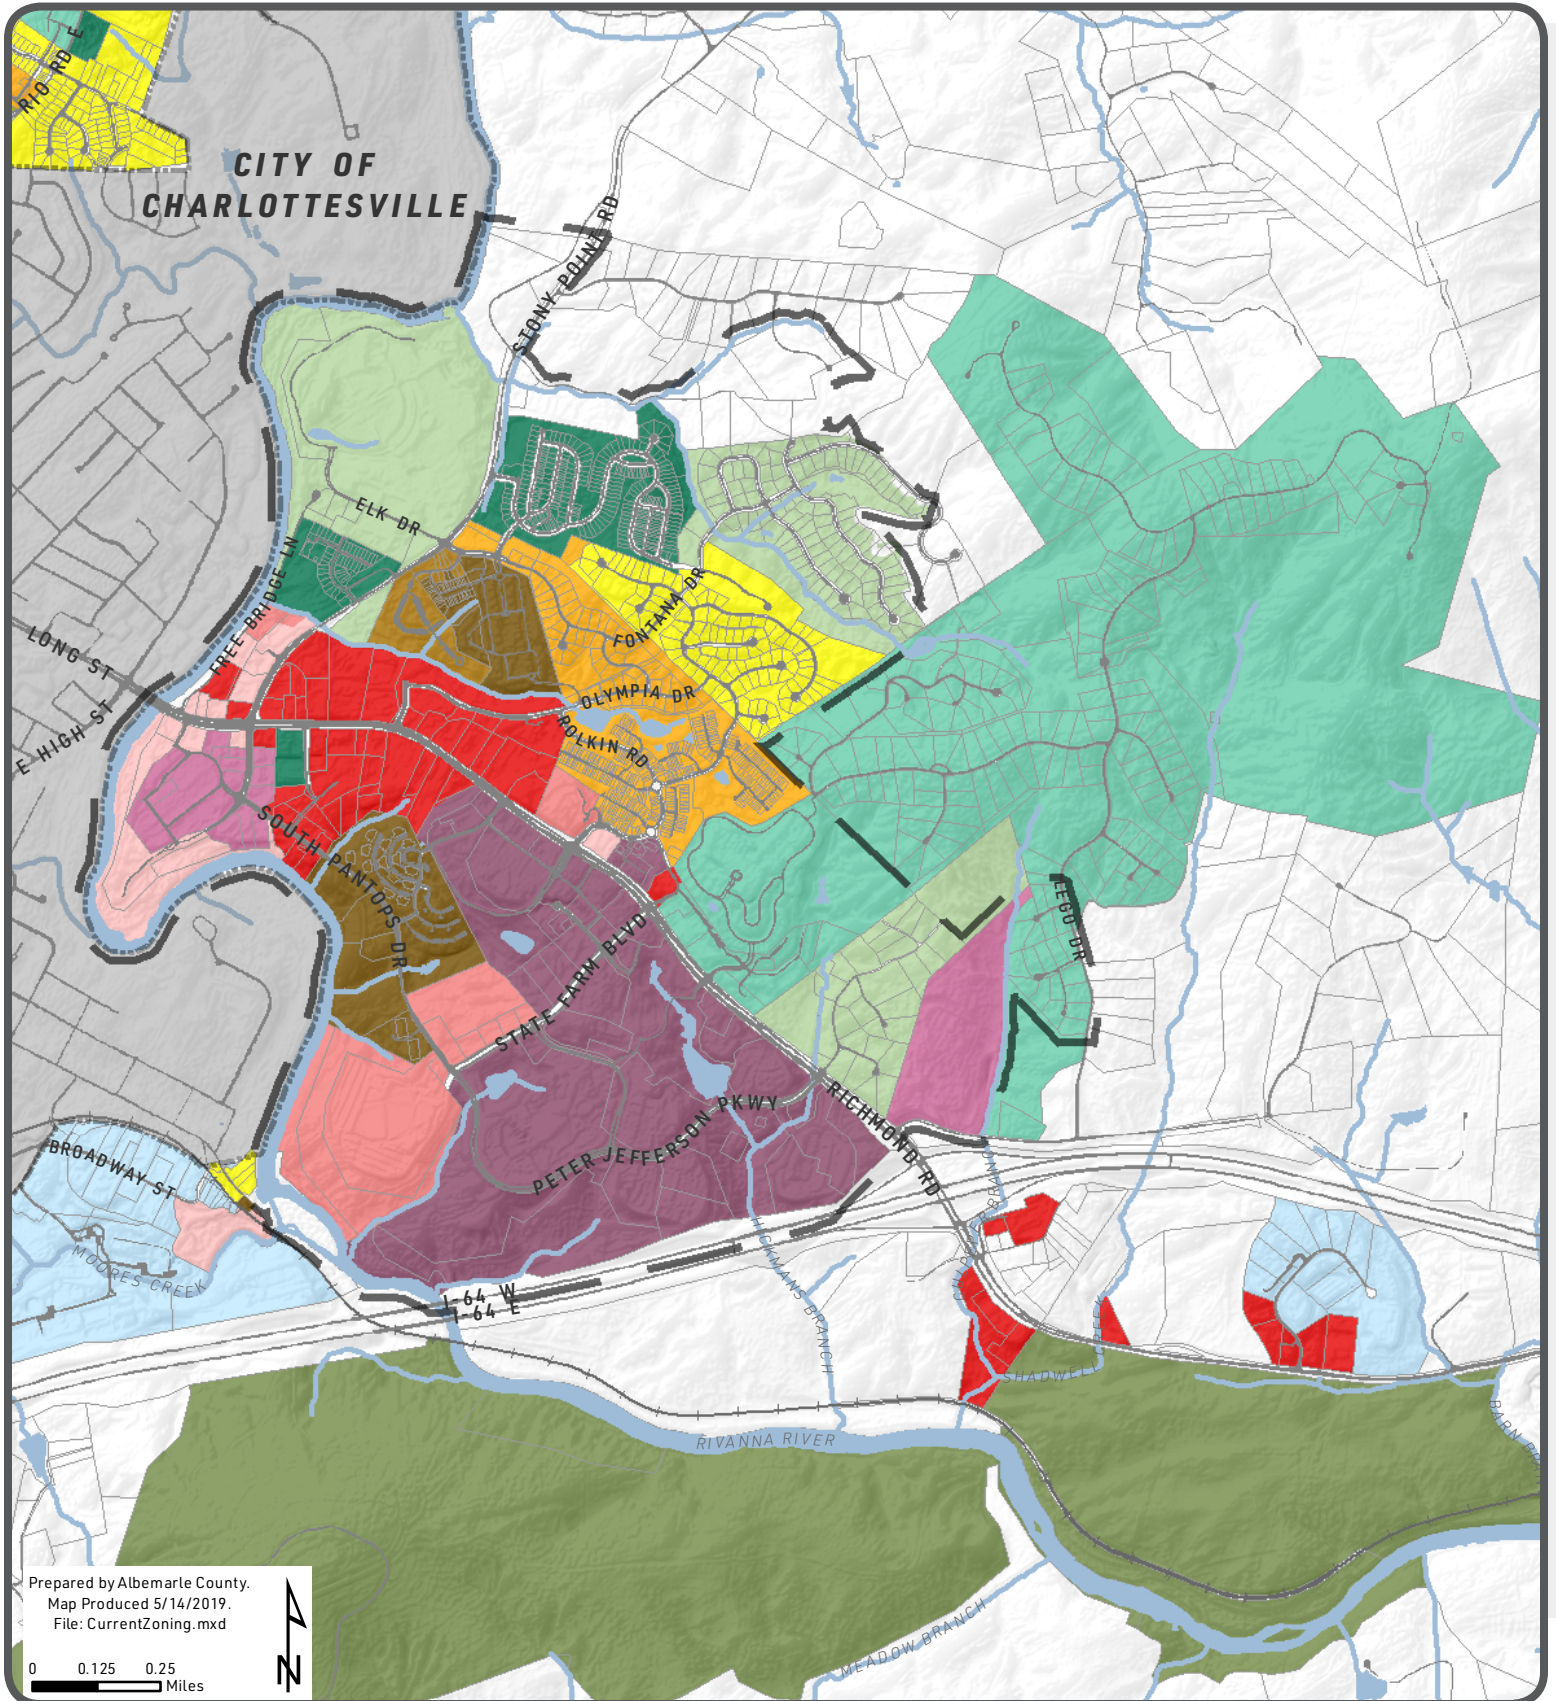 RIO RD E
CITY OF
CHARLOTTESVILLE
STONY POINT RD
ELK DR
FREE BRIDGE LN
LONG ST
E HIGH ST
FONTANA DR
OLYMPIA DR
ROLKIN RD
SOUTH PANTOPS DR
STATE FARM BLVD
LEGO DR
RICHMOND RD
PETER JEFFERSON PKWY
BROADWAY ST
MOORES CREEK
I-64 W
I-64 E
HICKMANS BRANCH
SHADWELL CREEK
RIVANNA RIVER
MEADOW BRANCH
Prepared by Albemarle County.
Map Produced 5/14/2019.
File: CurrentZoning.mxd
N
0 0.125 0.25
Miles